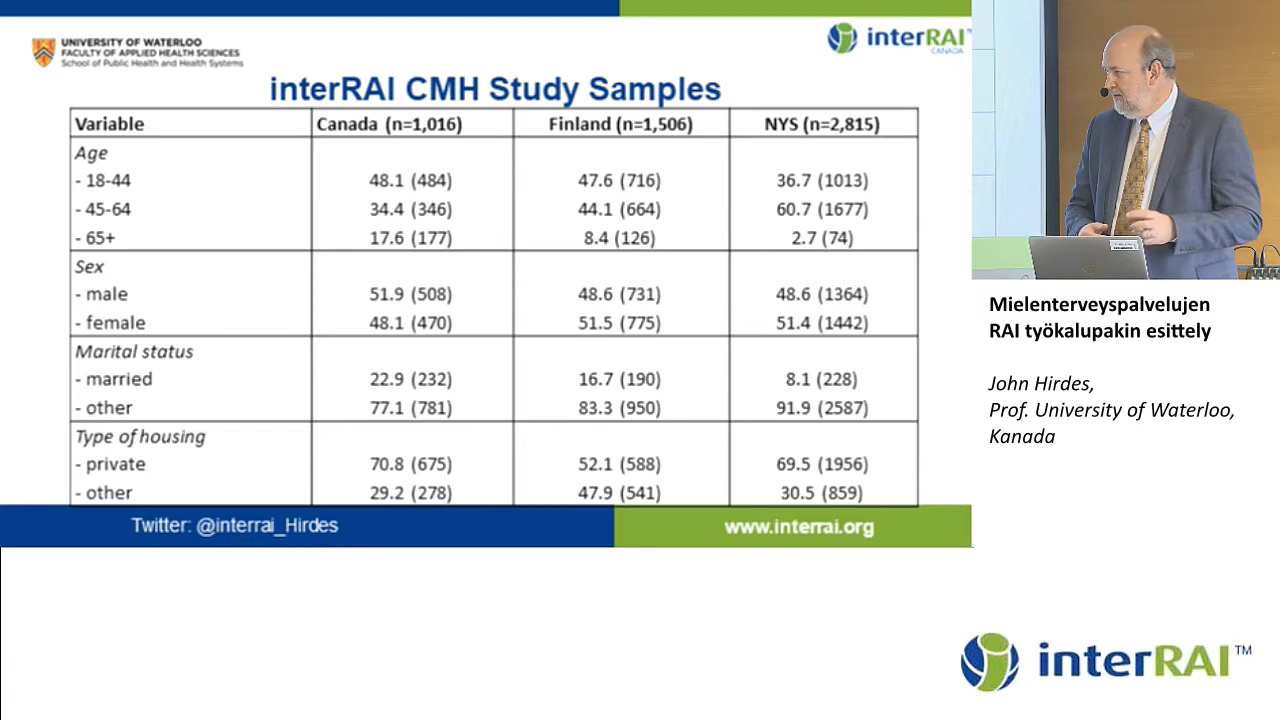 UNIVERSITY OF WATERLOO
FACULTY OF APPLIED HEALTH SCIENCES
School of Public Health and Health Systems
interRAI
CANADA
interRAI CMH Study Samples
Variable Canada (n=1,016) Finland (n=1,506) NYS (n=2,815)
Age
- 18-44 48.1 (484) 47.6 (716) 36.7 (1013)
- 45-64 34.4 (346) 44.1 (664) 60.7 (1677)
- 65+ 17.6 (177) 8.4 (126) 2.7 (74)
Sex
- male 51.9 (508) 48.6 (731) 48.6 (1364)
- female 48.1 (470) 51.5 (775) 51.4 (1442)
Marital status
- married 22.9 (232) 16.7 (190) 8.1 (228)
- other 77.1 (781) 83.3 (950) 91.9 (2587)
Type of housing
- private 70.8 (675) 52.1 (588) 69.5 (1956)
- other 29.2 (278) 47.9 (541) 30.5 (859)
Twitter: @interrai_Hirdes www.interrai.org
Mielenterveyspalvelujen
RAI työkalupakin esittely
John Hirdes,
Prof. University of Waterloo,
Kanada
interRAI™